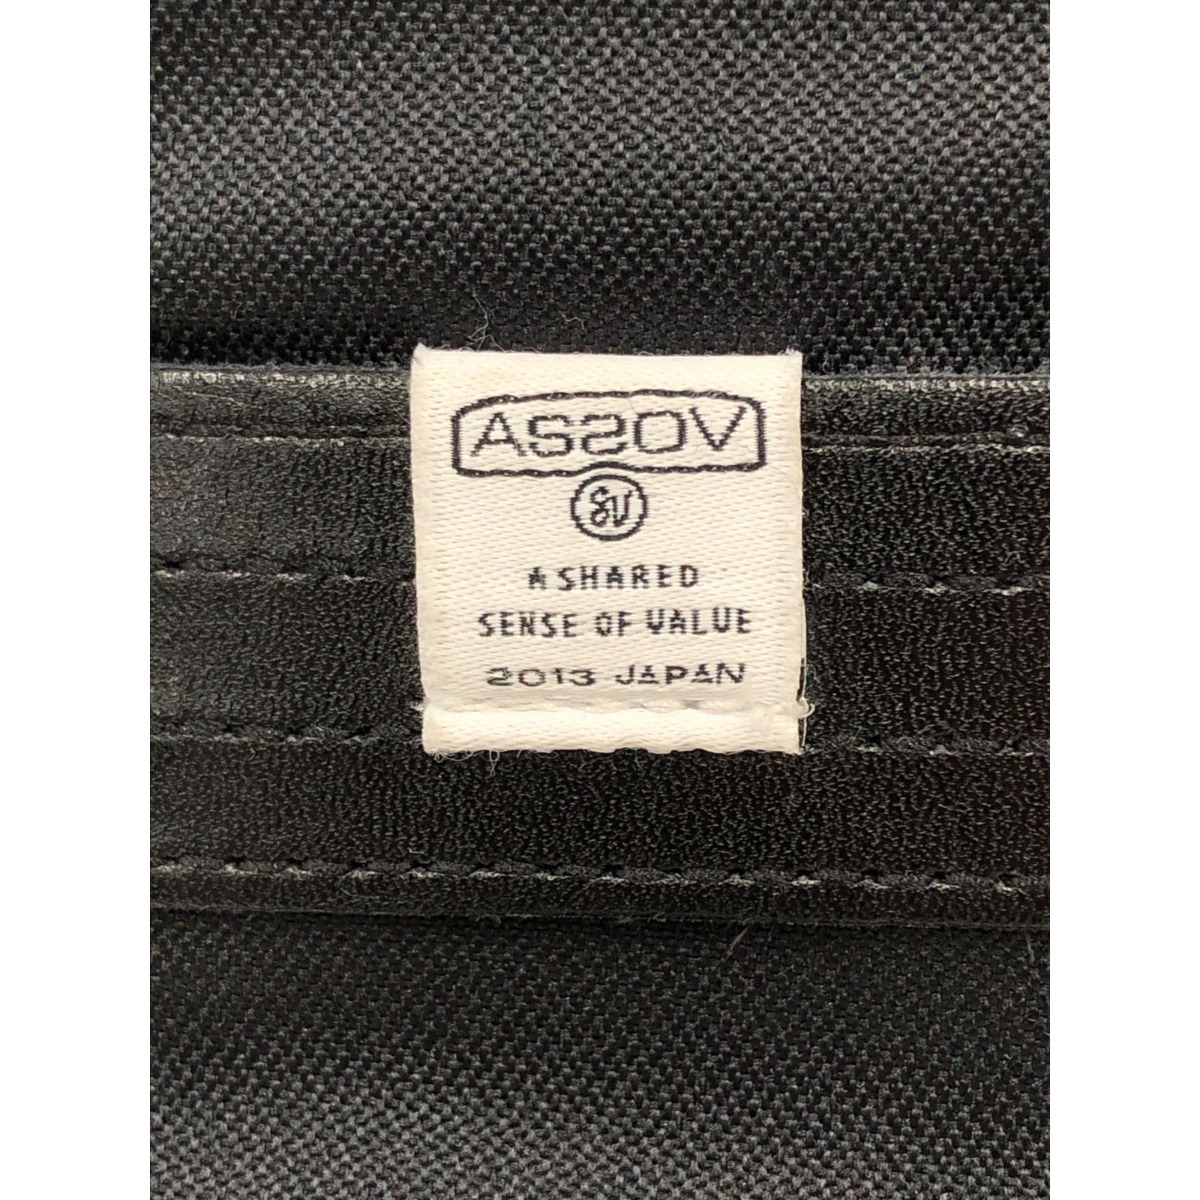 ASSOV
SV
A SHARED
SENSE OF VALUE
2013 JAPAN